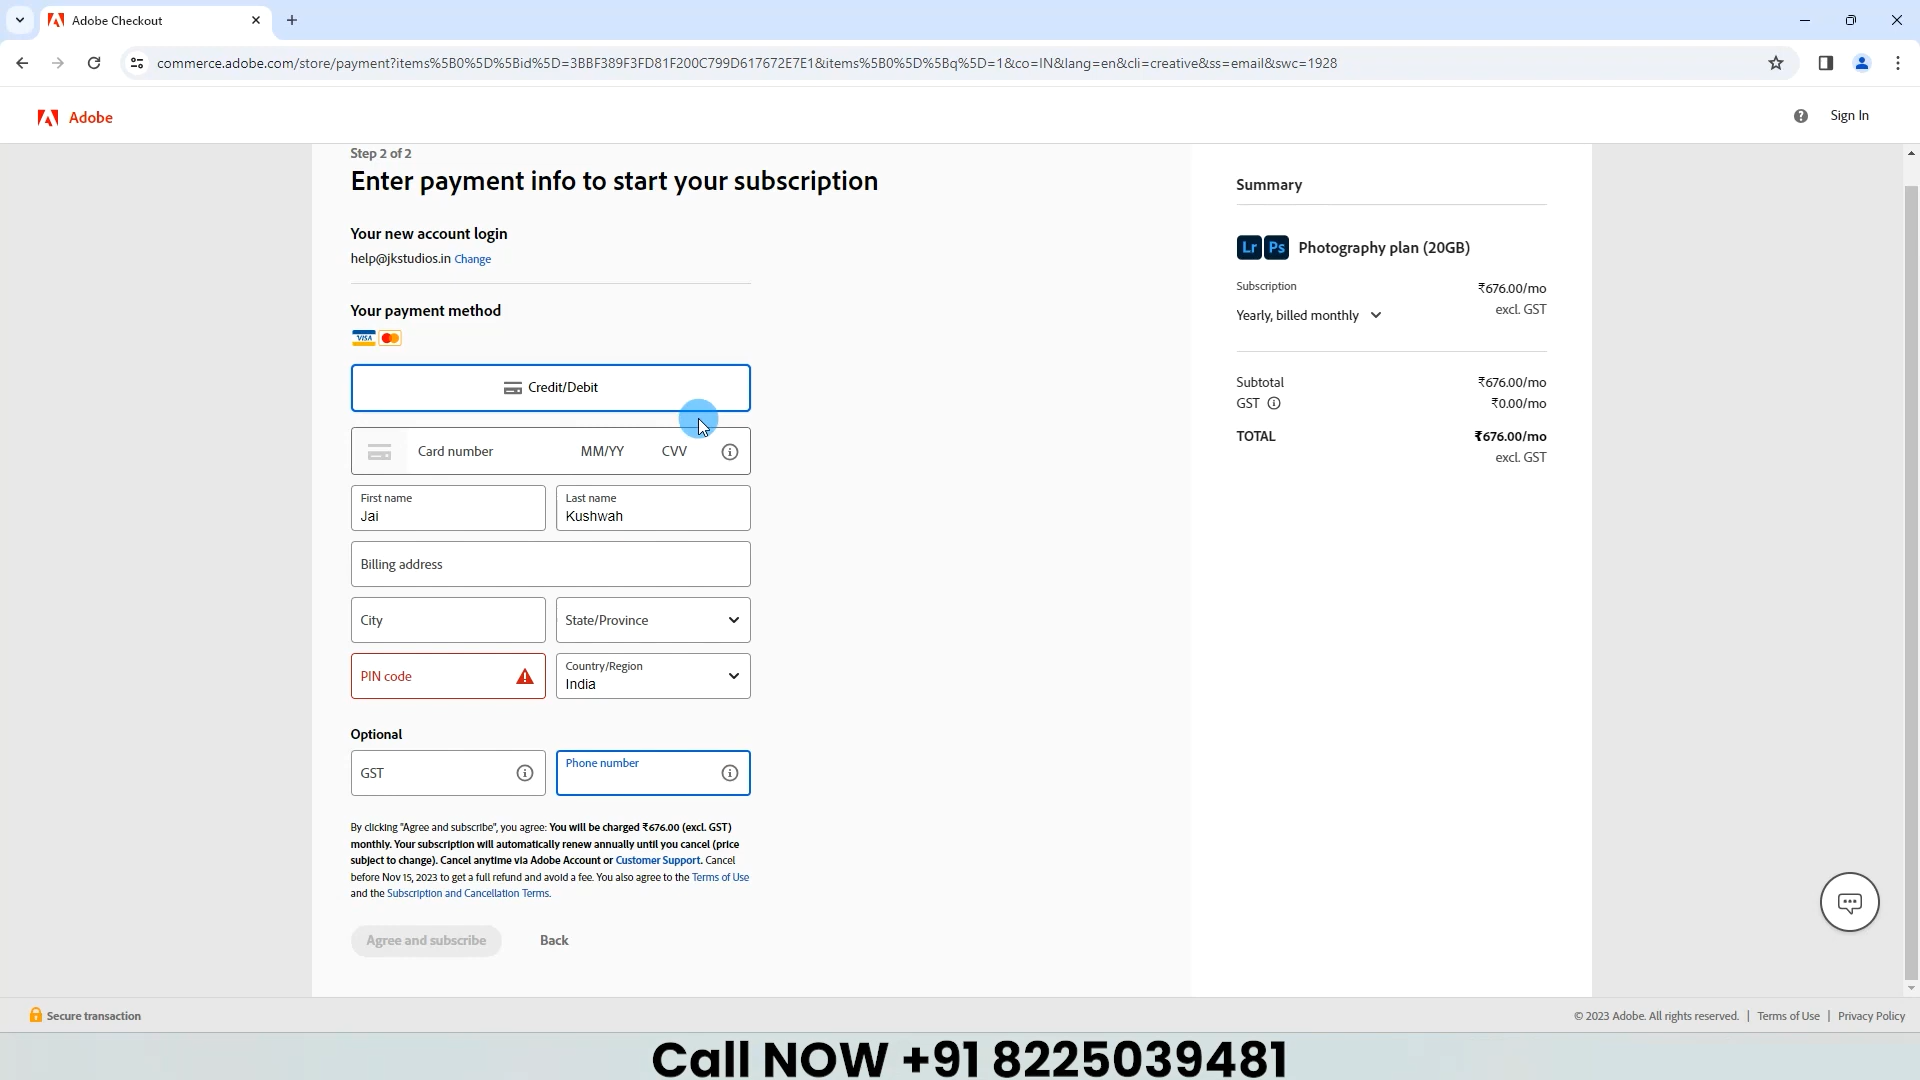 Adobe Checkout
commerce.adobe.com/store/payment?items%5B0%5D%5Bid%5D=3BBF389F3FD81F200C799D617672E7E1&items%5B0%5D%5Bq%5D=1&co=IN&lang=en&cli=creative&ss=email&swc=1928
Adobe
Sign In
Step 2 of 2
Enter payment info to start your subscription
Your new account login
help@jkstudios.in Change
Your payment method
VISA
Credit/Debit
Card number MM/YY CVV
First name
Jai
Last name
Kushwah
Billing address
City
State/Province
PIN code
Country/Region
India
Optional
GST
Phone number
By clicking "Agree and subscribe", you agree: You will be charged ₹676.00 (excl. GST)
monthly. Your subscription will automatically renew annually until you cancel (price
subject to change). Cancel anytime via Adobe Account or Customer Support. Cancel
before Nov 15, 2023 to get a full refund and avoid a fee. You also agree to the Terms of Use
and the Subscription and Cancellation Terms.
Agree and subscribe
Back
Summary
Lr Ps Photography plan (20GB)
Subscription
₹676.00/mo
excl. GST
Yearly, billed monthly
Subtotal ₹676.00/mo
GST ₹0.00/mo
TOTAL ₹676.00/mo
excl. GST
Secure transaction
© 2023 Adobe. All rights reserved. | Terms of Use | Privacy Policy
Call NOW +91 8225039481